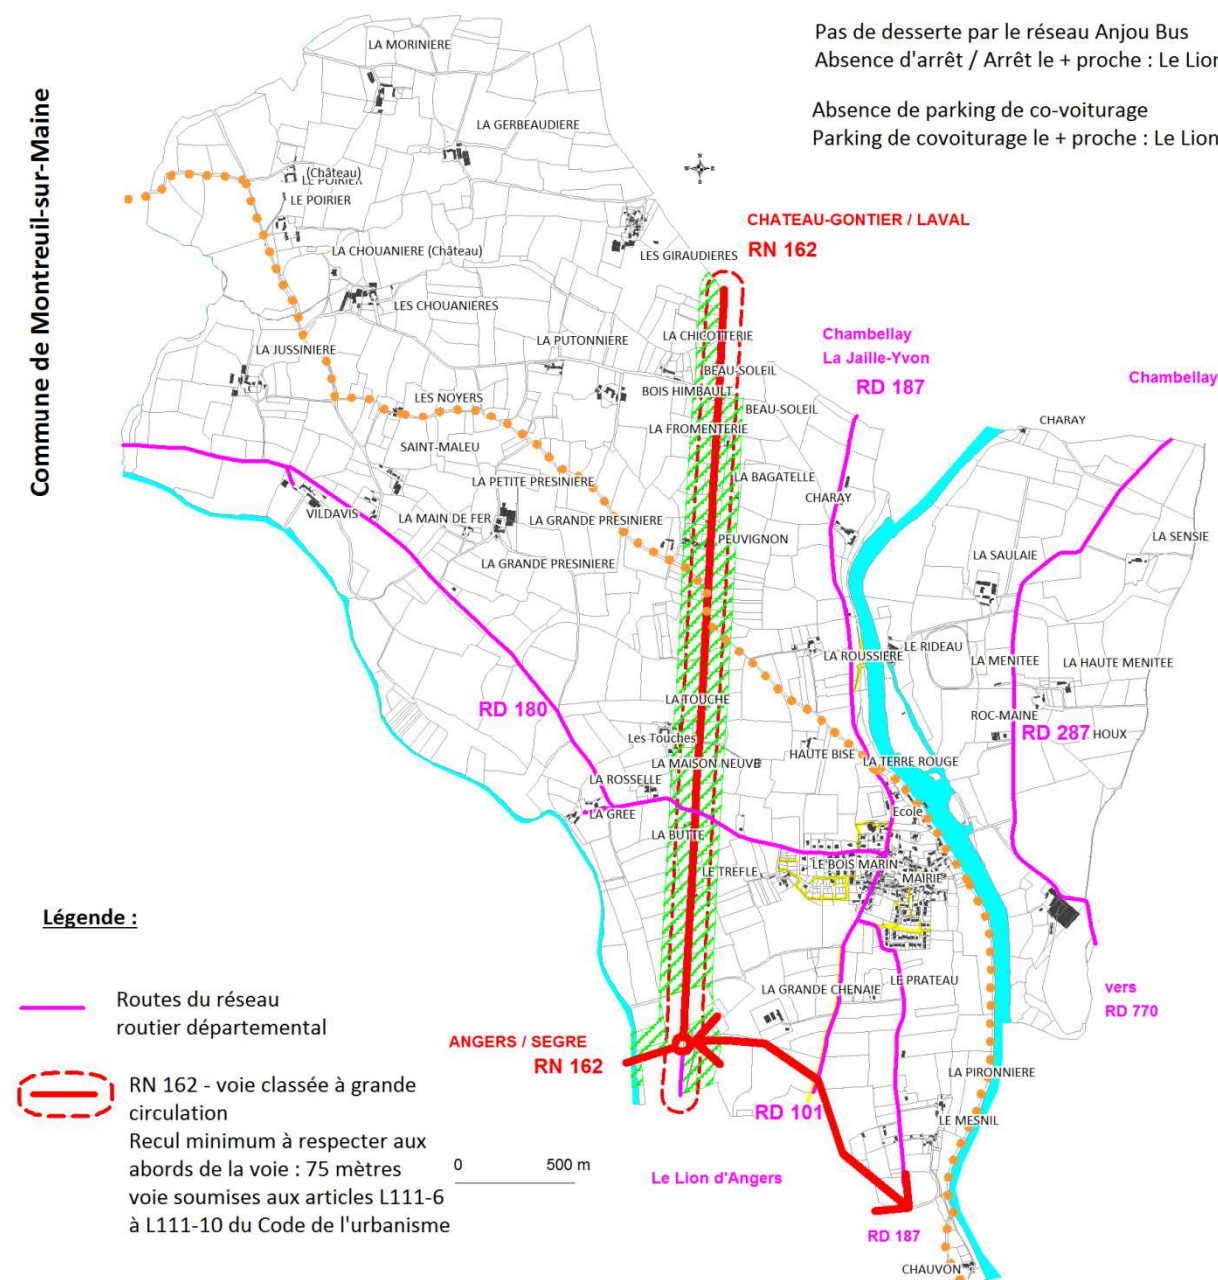 Commune de Montreuil-sur-Maine
Pas de desserte par le réseau Anjou Bus
Absence d'arrêt / Arrêt le + proche : Le Lion
Absence de parking de co-voiturage
Parking de covoiturage le + proche : Le Lion
LA MORINIERE
LA GERBEAUDIERE
N
W E
S
(Château)
LE POIRIER
LE POIRIER
CHATEAU-GONTIER / LAVAL
RN 162
LA CHOUANIERE (Château)
LES GIRAUDIERES
LES CHOUANIERES
LA CHICOTTERIE
Chambellay
La Jaille-Yvon
RD 187
LA PUTONNIERE
LA JUSSINIERE
BEAU-SOLEIL
Chambellay
BOIS HIMBAULT
LES NOYERS
BEAU-SOLEIL
CHARAY
LA FROMENTERIE
SAINT-MALEU
LA PETITE PRESINIERE
LA BAGATELLE
CHARAY
VILDAVIS
LA MAIN DE FER
LA GRANDE PRESINIERE
PEUVIGNON
LA SENSIE
LA SAULAIE
LA GRANDE PRESINIERE
LE RIDEAU
LA ROUSSIERE
LA MENITEE
LA HAUTE MENITEE
LA TOUCHE
RD 180
ROC-MAINE
RD 287
HOUX
Les Touches
HAUTE BISE
LA TERRE ROUGE
LA MAISON NEUVE
LA ROSSELLE
LA GREE
Ecole
LA BUTTE
LE BOIS MARIN
LE TREFLE
MAIRIE
LE PRATEAU
LA GRANDE CHENAIE
vers
RD 770
ANGERS / SEGRE
RN 162
LA PIRONNIERE
RD 101
LE MESNIL
Le Lion d'Angers
RD 187
CHAUVON
Légende :
Routes du réseau
routier départemental
RN 162 - voie classée à grande
circulation
Recul minimum à respecter aux
abords de la voie : 75 mètres
voie soumises aux articles L111-6
à L111-10 du Code de l'urbanisme
0 500 m